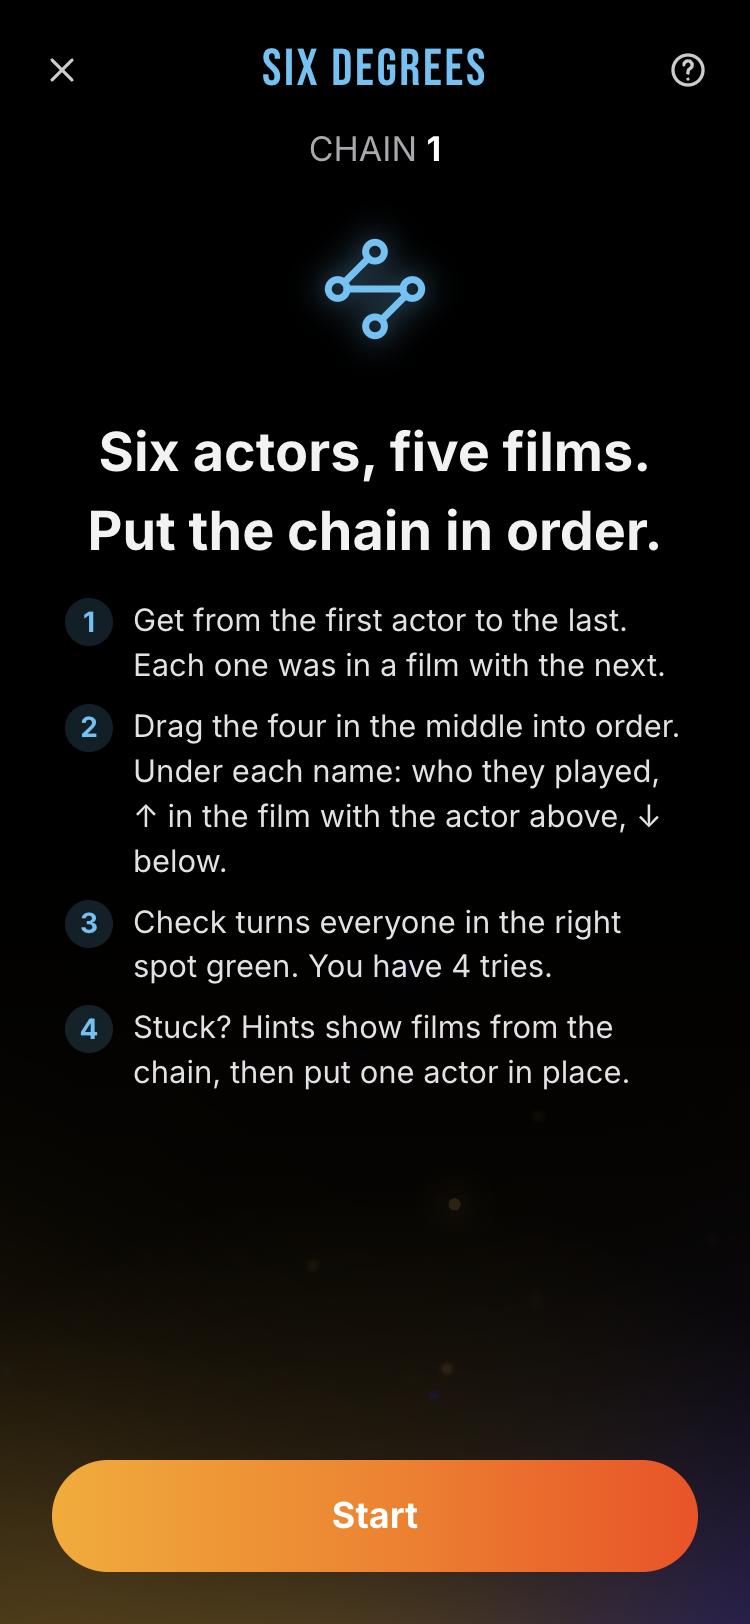 SIX DEGREES
CHAIN 1
Six actors, five films.
Put the chain in order.
1 Get from the first actor to the last.
Each one was in a film with the next.
2 Drag the four in the middle into order.
Under each name: who they played,
↑ in the film with the actor above, ↓
below.
3 Check turns everyone in the right
spot green. You have 4 tries.
4 Stuck? Hints show films from the
chain, then put one actor in place.
Start